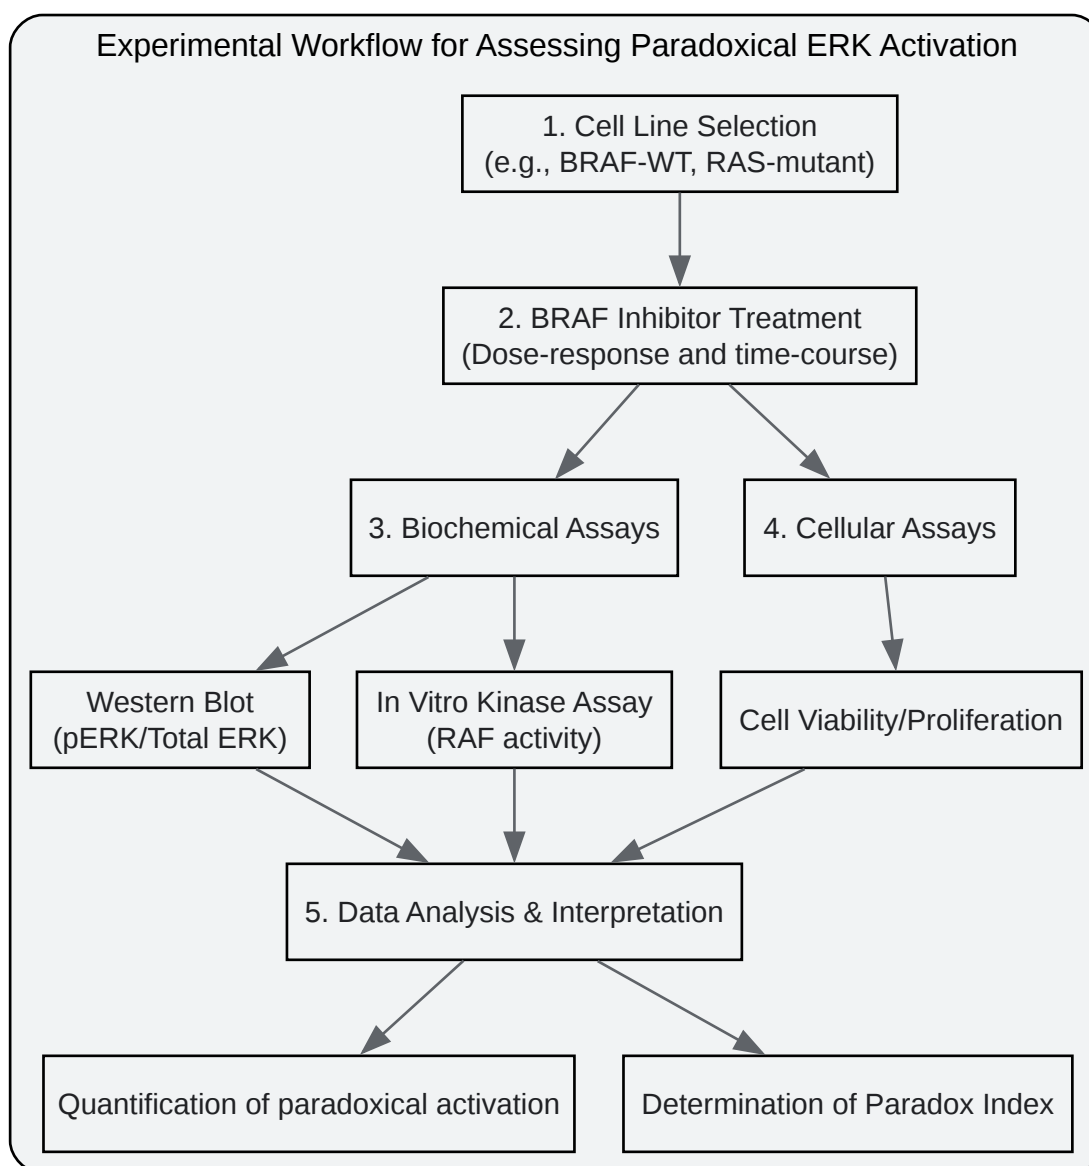 Experimental Workflow for Assessing Paradoxical ERK Activation
1. Cell Line Selection
(e.g., BRAF-WT, RAS-mutant)
2. BRAF Inhibitor Treatment
(Dose-response and time-course)
3. Biochemical Assays
4. Cellular Assays
Western Blot
(pERK/Total ERK)
In Vitro Kinase Assay
(RAF activity)
Cell Viability/Proliferation
5. Data Analysis & Interpretation
Quantification of paradoxical activation
Determination of Paradox Index